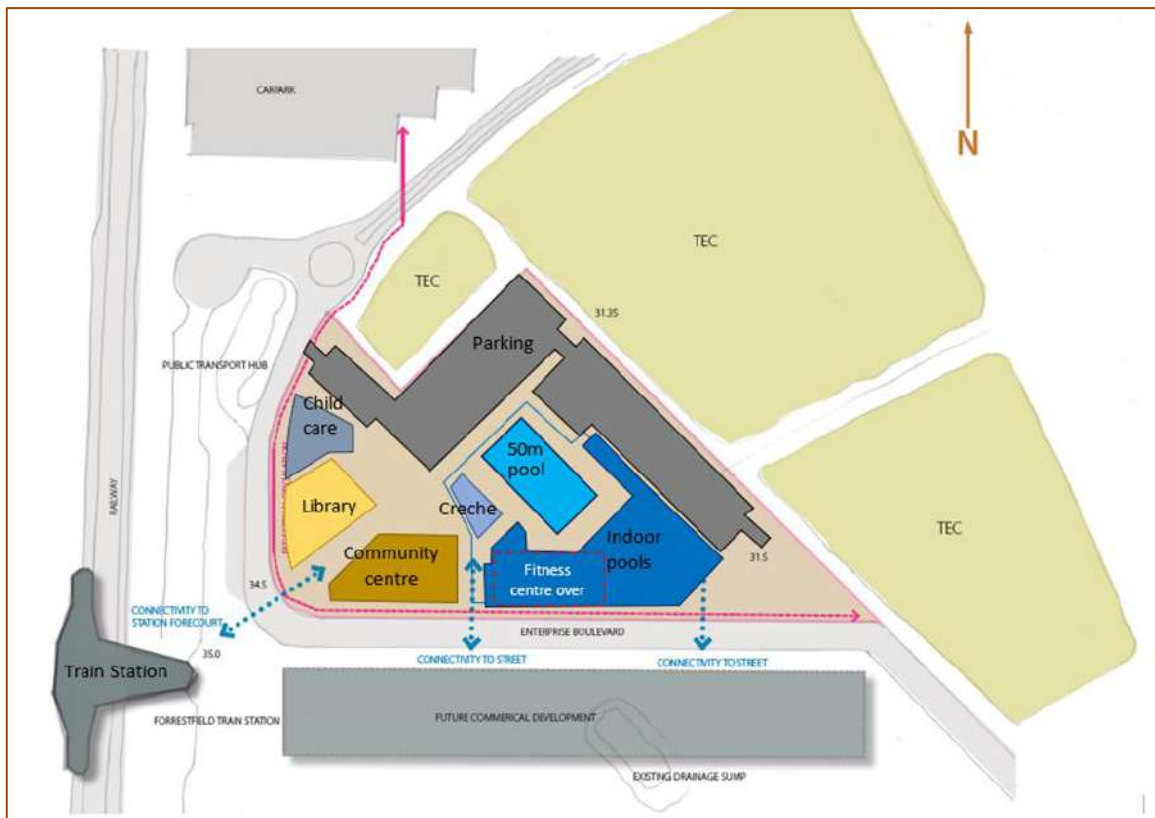 CARPARK
N
TEC
TEC
31.35
Parking
PUBLIC TRANSPORT HUB
Child
care
50m
pool
RAILWAY
Library
Creche
TEC
Indoor
pools
Community
centre
31.5
Fitness
centre over
34.5
CONNECTIVITY TO
STATION FORECOURT
ENTERPRISE BOULEVARD
35.0
CONNECTIVITY TO STREET
CONNECTIVITY TO STREET
Train Station
FORRESTFIELD TRAIN STATION
FUTURE COMMERICAL DEVELOPMENT
EXISTING DRAINAGE SUMP